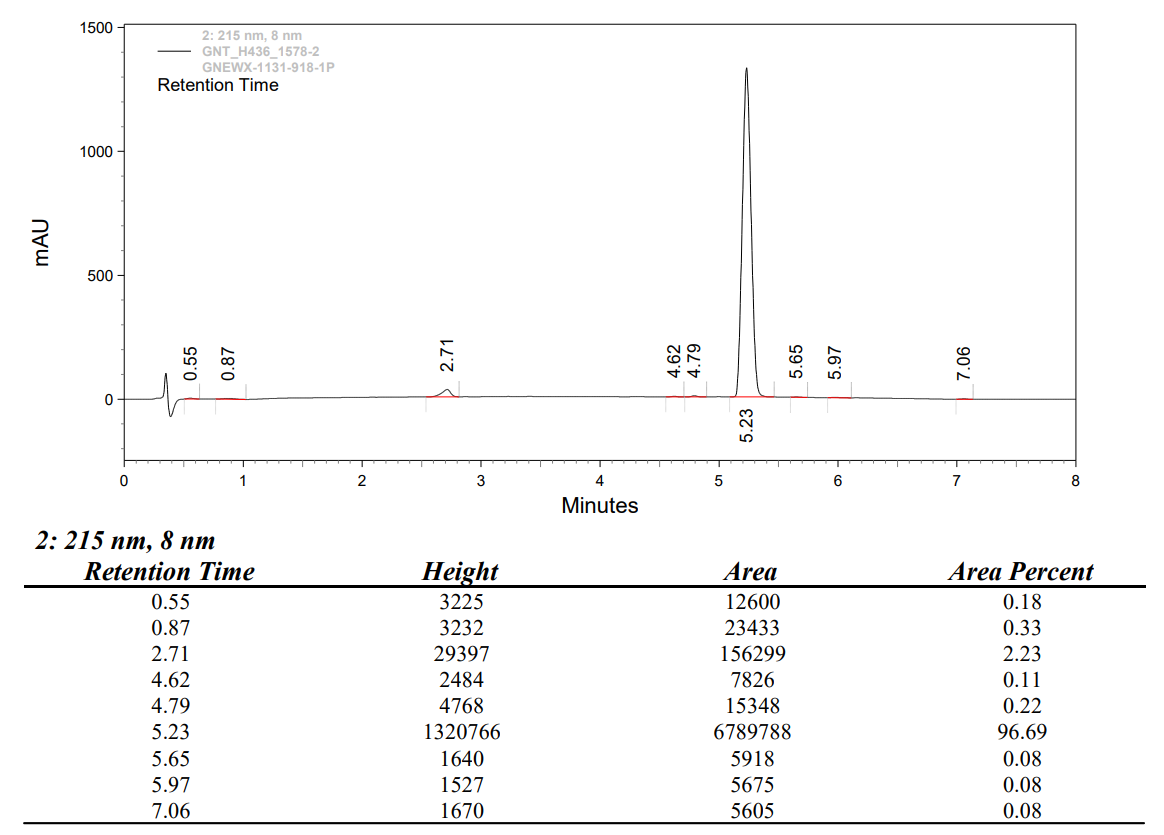 1500
2: 215 nm, 8 nm
GNT_H436_1578-2
GNEWX-1131-918-1P
Retention Time
1000
mAU
500
0
0.55
0.87
2.71
4.62
4.79
5.23
5.65
5.97
7.06
0 1 2 3 4 5 6 7 8
Minutes
2: 215 nm, 8 nm
Retention Time Height Area Area Percent
0.55 3225 12600 0.18
0.87 3232 23433 0.33
2.71 29397 156299 2.23
4.62 2484 7826 0.11
4.79 4768 15348 0.22
5.23 1320766 6789788 96.69
5.65 1640 5918 0.08
5.97 1527 5675 0.08
7.06 1670 5605 0.08